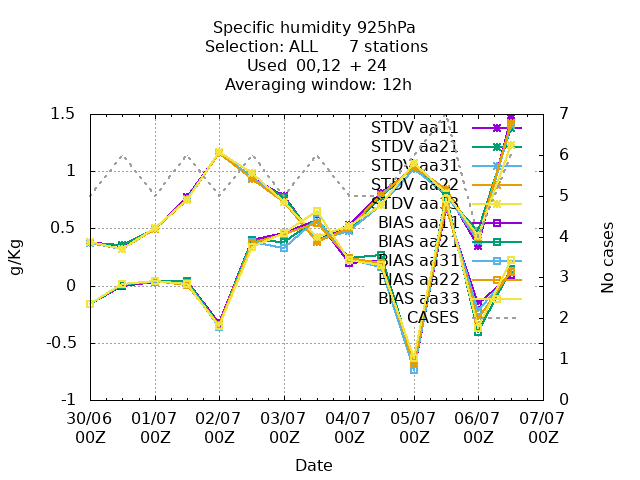 Specific humidity 925hPa
Selection: ALL 7 stations
Used 00,12 + 24
Averaging window: 12h
1.5
1
0.5
0
-0.5
-1
g/Kg
7
6
5
4
3
2
1
0
No cases
STDV aa11
STDV aa21
STDV aa31
STDV aa22
STDV aa33
BIAS aa11
BIAS aa21
BIAS aa31
BIAS aa22
BIAS aa33
CASES
30/06 01/07 02/07 03/07 04/07 05/07 06/07 07/07
00Z 00Z 00Z 00Z 00Z 00Z 00Z 00Z
Date